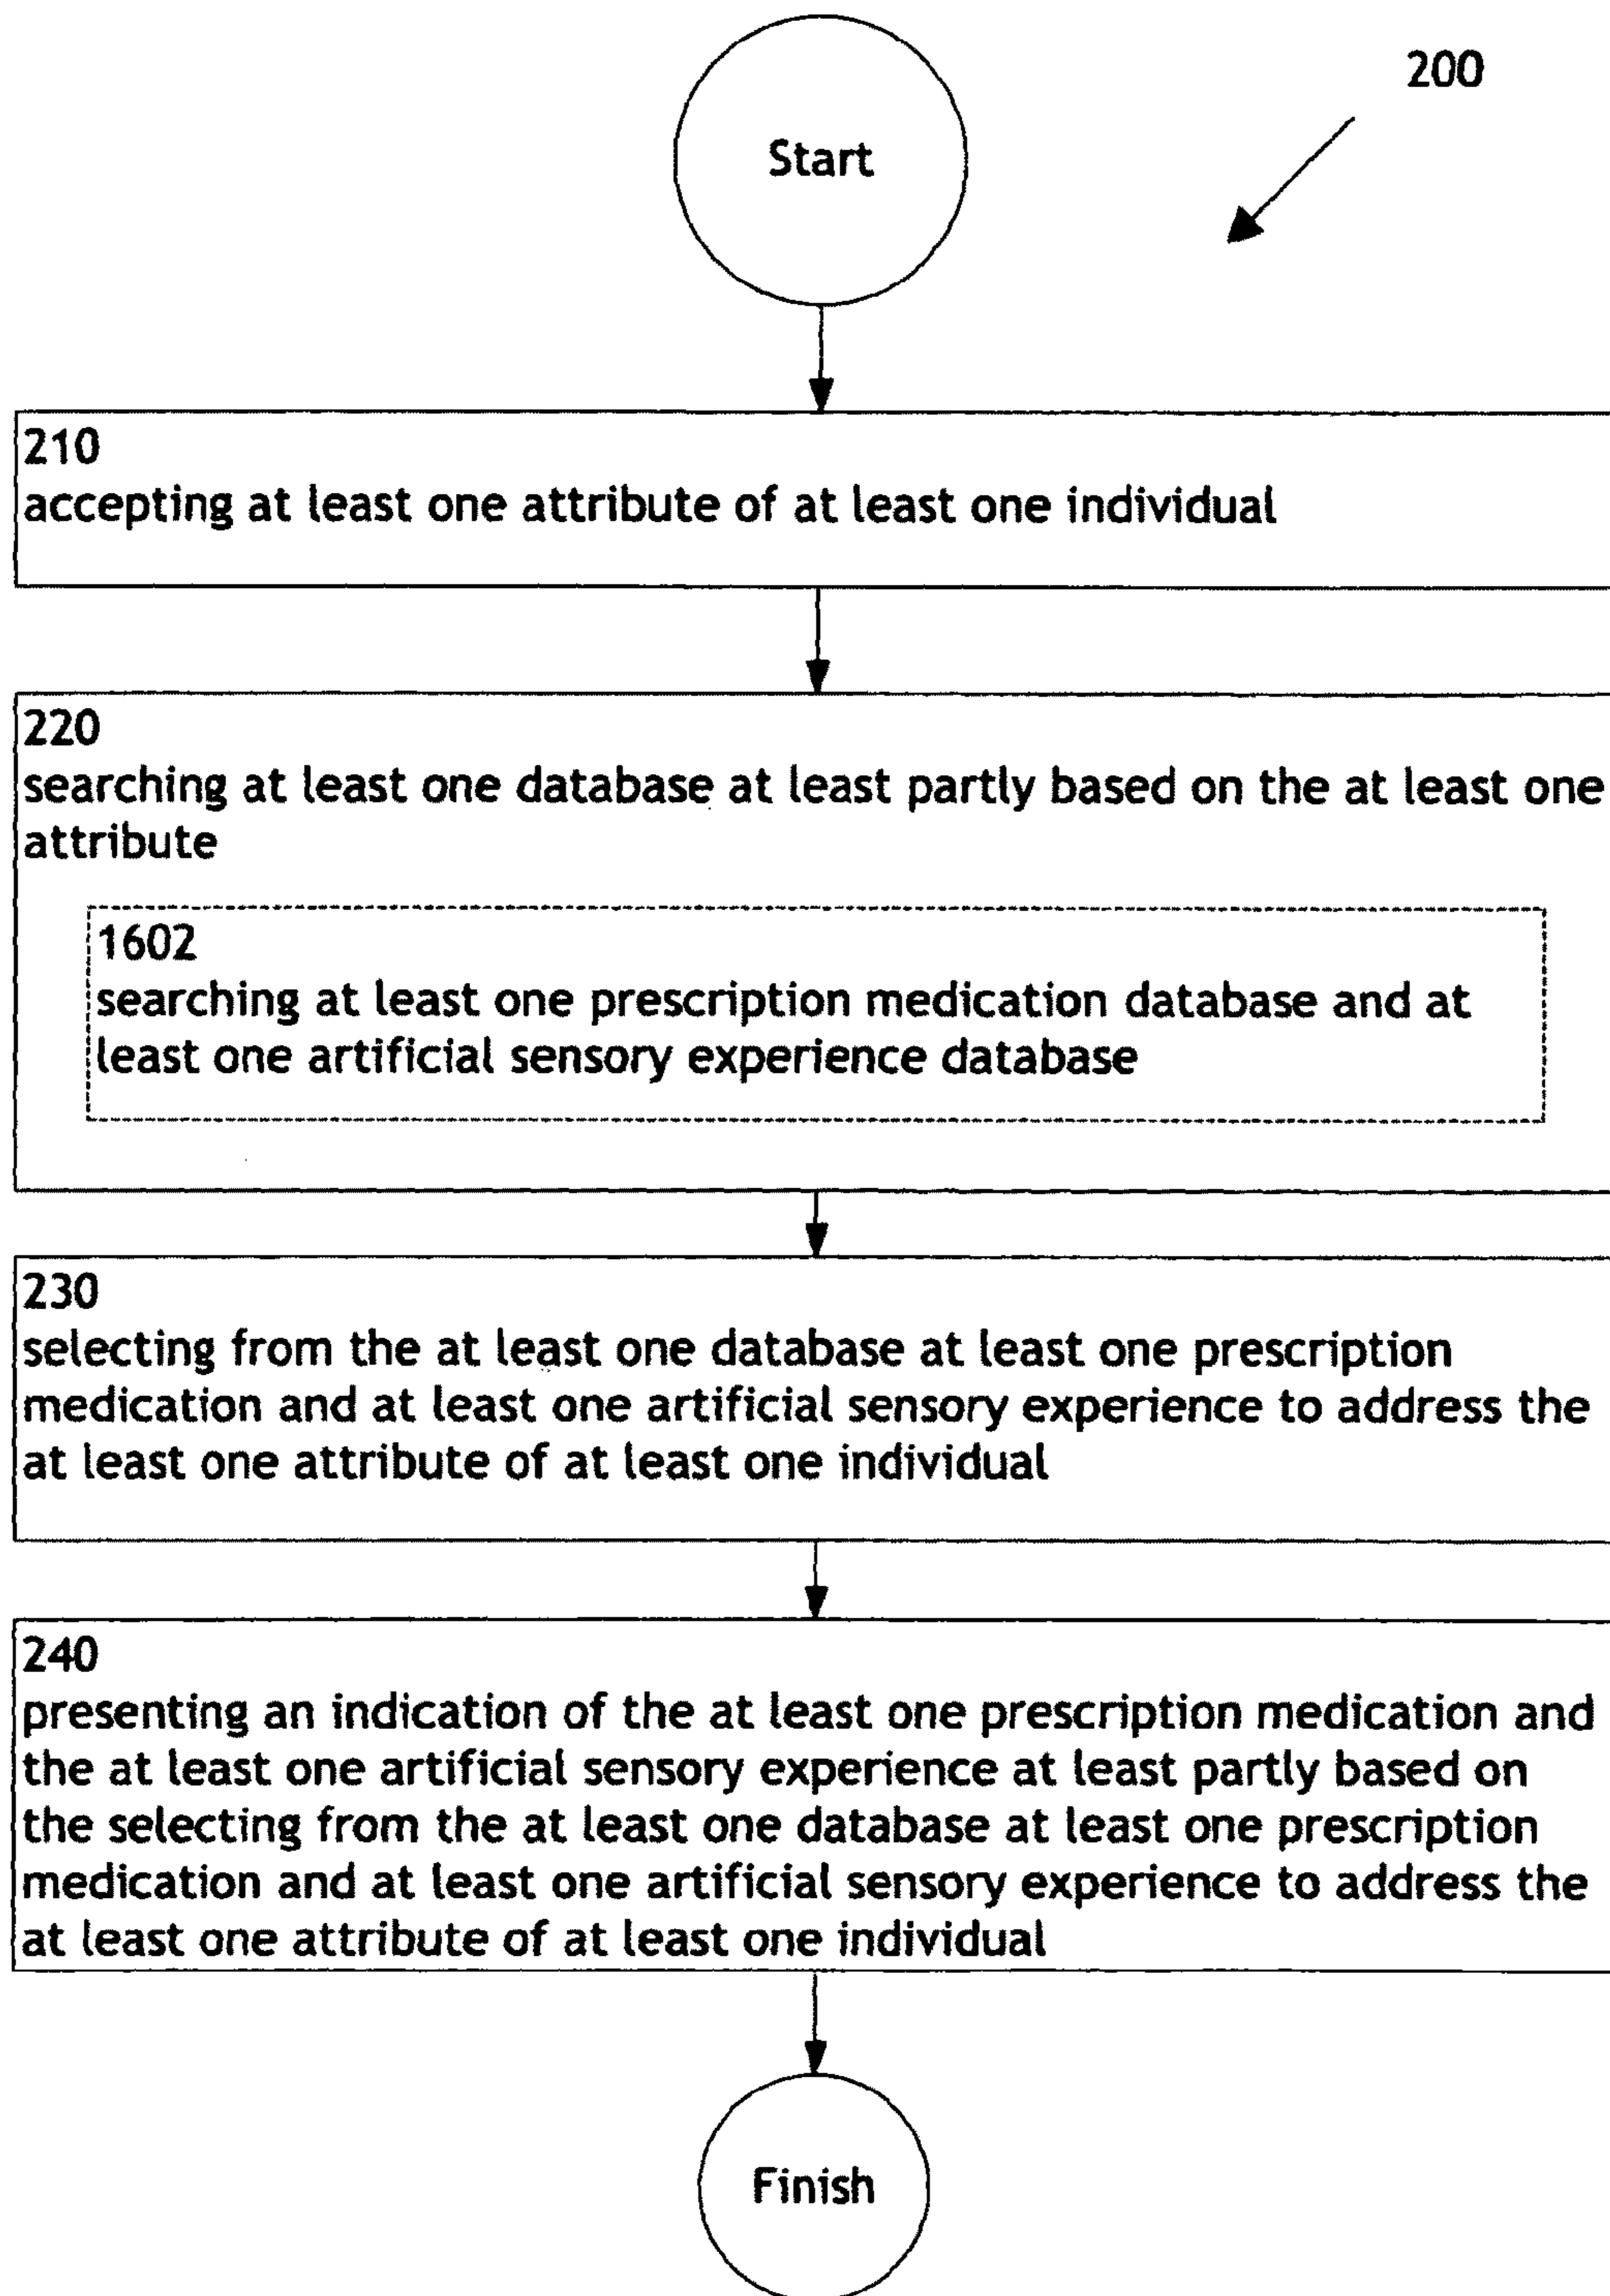 Start
200
210
accepting at least one attribute of at least one individual
220
searching at least one database at least partly based on the at least one
attribute
1602
searching at least one prescription medication database and at
least one artificial sensory experience database
230
selecting from the at least one database at least one prescription
medication and at least one artificial sensory experience to address the
at least one attribute of at least one individual
240
presenting an indication of the at least one prescription medication and
the at least one artificial sensory experience at least partly based on
the selecting from the at least one database at least one prescription
medication and at least one artificial sensory experience to address the
at least one attribute of at least one individual
Finish